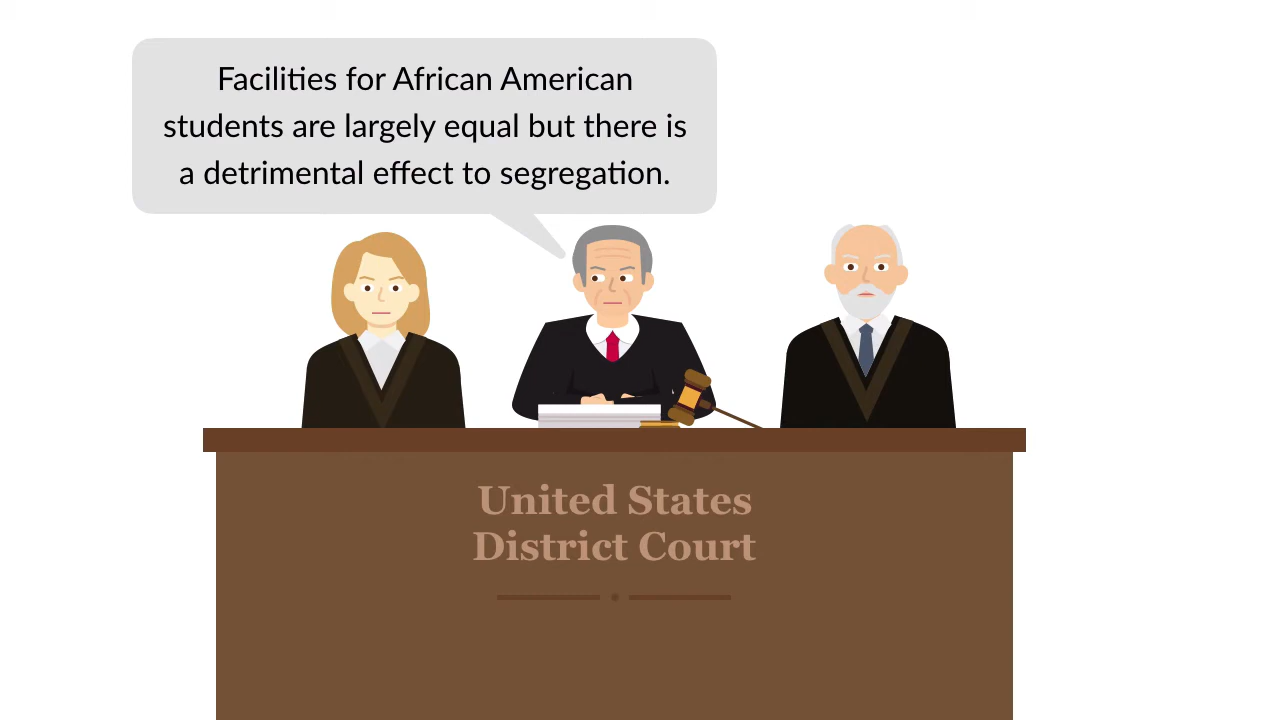 Facilities for African American
students are largely equal but there is
a detrimental effect to segregation.
United States
District Court